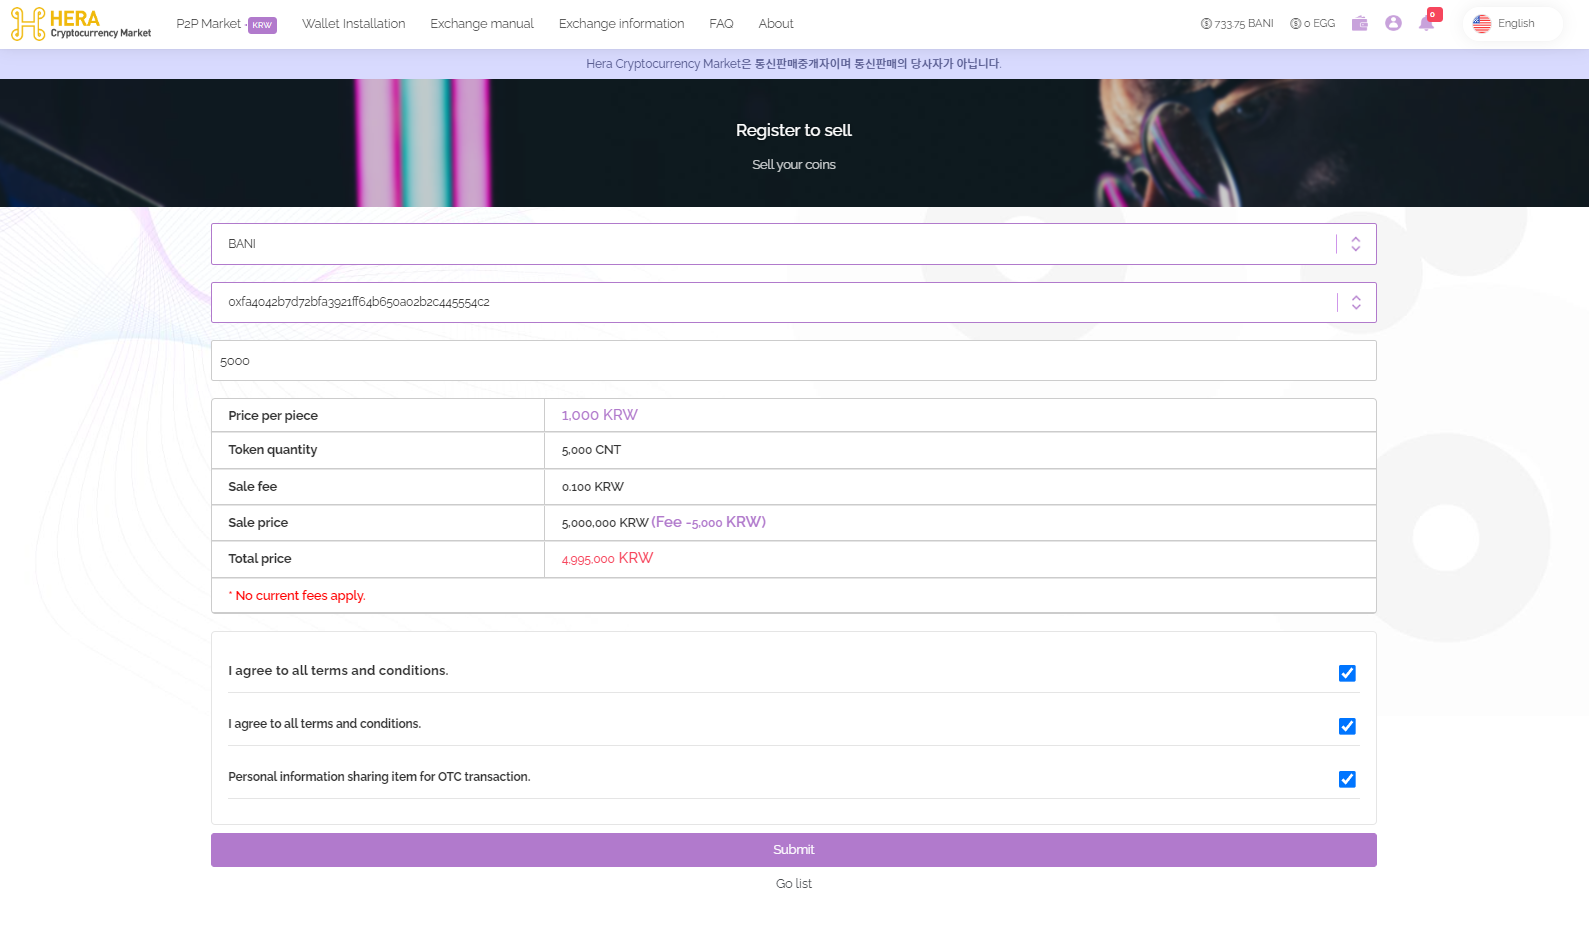 HERA
Cryptocurrency Market
P2P Market · KRW
Wallet Installation
Exchange manual
Exchange information
FAQ
About
733.75 BANI
0 EGG
0
English
Hera Cryptocurrency Market은 통신판매중개자이며 통신판매의 당사자가 아닙니다.
Register to sell
Sell your coins
BANI
0xfa4042b7d72bfa3921ff64b650a02b2c445554c2
5000
Price per piece 1,000 KRW
Token quantity 5,000 CNT
Sale fee 0.100 KRW
Sale price 5,000,000 KRW (Fee -5,000 KRW)
Total price 4,995,000 KRW
* No current fees apply.
I agree to all terms and conditions.
I agree to all terms and conditions.
Personal information sharing item for OTC transaction.
Submit
Go list